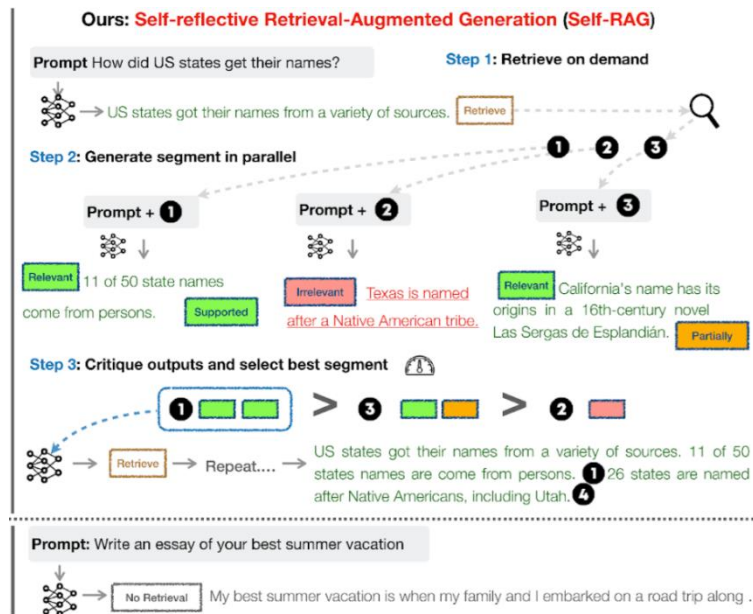 Ours: Self-reflective Retrieval-Augmented Generation (Self-RAG)
Prompt How did US states get their names?
Step 1: Retrieve on demand
US states got their names from a variety of sources. Retrieve
Step 2: Generate segment in parallel
1 2 3
Prompt + 1
Prompt + 2
Prompt + 3
Relevant 11 of 50 state names
come from persons. Supported
Irrelevant Texas is named
after a Native American tribe.
Relevant California's name has its
origins in a 16th-century novel
Las Sergas de Esplandián. Partially
Step 3: Critique outputs and select best segment
1 > 3 > 2
Retrieve Repeat....
US states got their names from a variety of sources. 11 of 50
states names are come from persons. 1 26 states are named
after Native Americans, including Utah. 4
Prompt: Write an essay of your best summer vacation
No Retrieval My best summer vacation is when my family and I embarked on a road trip along .